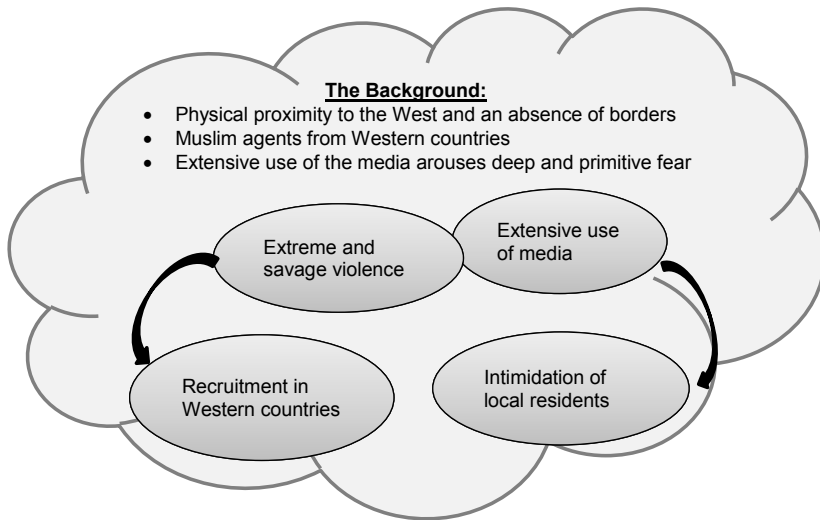 The Background:
• Physical proximity to the West and an absence of borders
• Muslim agents from Western countries
• Extensive use of the media arouses deep and primitive fear
Extreme and
savage violence
Extensive use
of media
Recruitment in
Western countries
Intimidation of
local residents